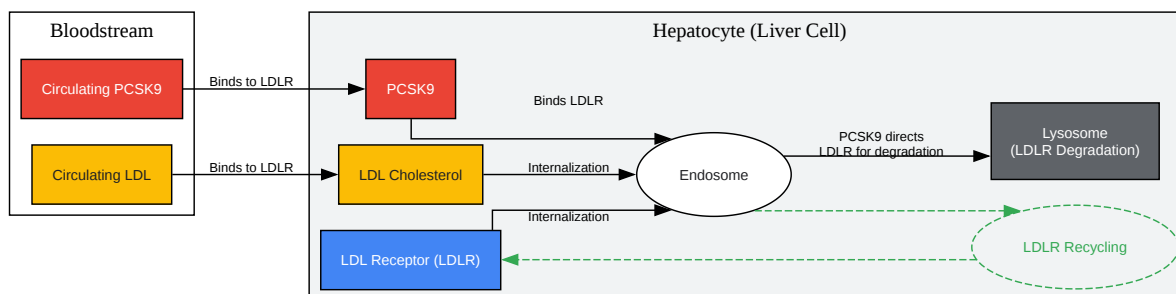 Bloodstream
Hepatocyte (Liver Cell)
Circulating PCSK9
Binds to LDLR
PCSK9
Binds LDLR
Circulating LDL
Binds to LDLR
LDL Cholesterol
Internalization
Endosome
PCSK9 directs
LDLR for degradation
Lysosome
(LDLR Degradation)
Internalization
LDL Receptor (LDLR)
LDLR Recycling